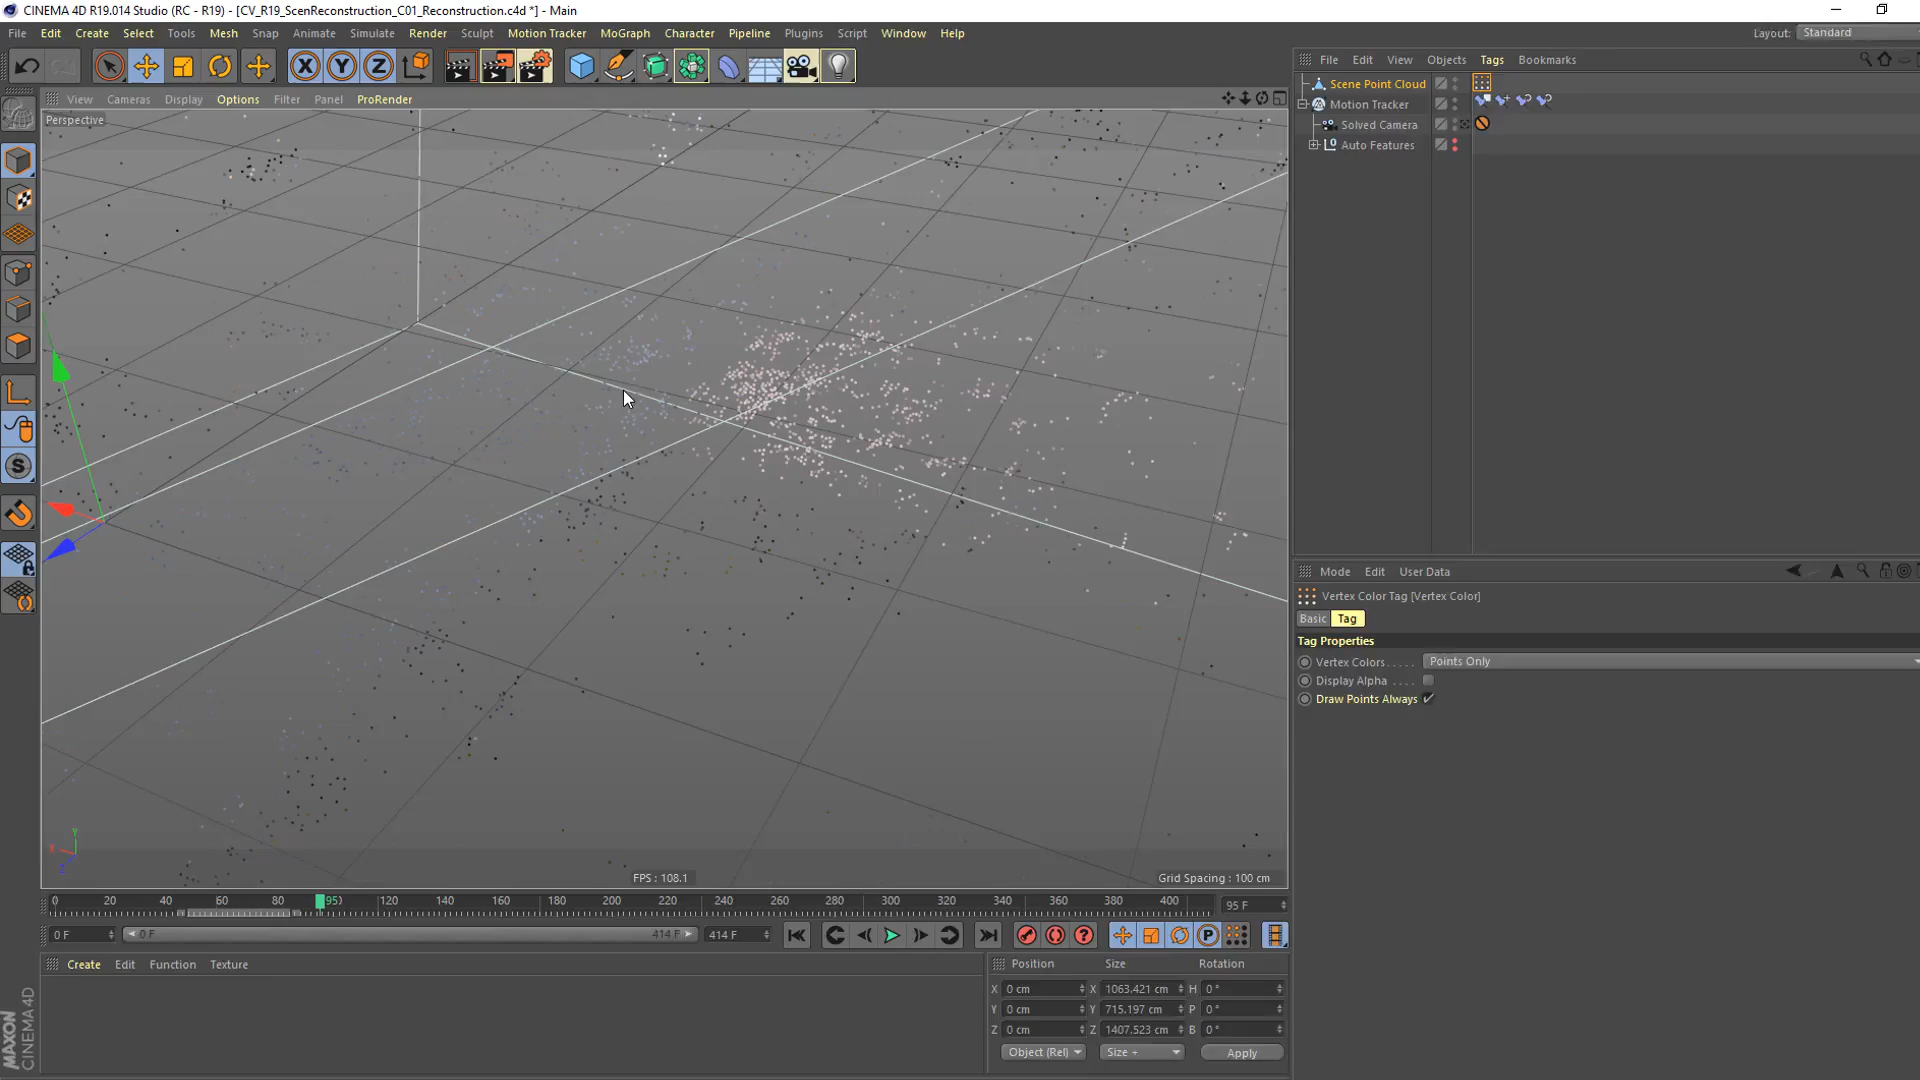 CINEMA 4D R19.014 Studio (RC - R19) - [CV_R19_ScenReconstruction_C01_Reconstruction.c4d *] - Main
File Edit Create Select Tools Mesh Snap Animate Simulate Render Sculpt Motion Tracker MoGraph Character Pipeline Plugins Script Window Help Layout: Standard
File Edit View Objects Tags Bookmarks
View Cameras Display Options Filter Panel ProRender
Perspective
Scene Point Cloud
Motion Tracker
Solved Camera
Auto Features
Mode Edit User Data
Vertex Color Tag [Vertex Color]
Basic Tag
Tag Properties
Vertex Colors . . . . Points Only
Display Alpha . . . .
Draw Points Always
FPS : 108.1
Grid Spacing : 100 cm
0 20 40 60 80 95 120 140 160 180 200 220 240 260 280 300 320 340 360 380 400 95 F
0 F 0 F 414 F 414 F
Create Edit Function Texture
Position Size Rotation
X 0 cm X 1063.421 cm H 0 °
Y 0 cm Y 715.197 cm P 0 °
Z 0 cm Z 1407.523 cm B 0 °
Object (Rel) Size + Apply
MAXON
CINEMA 4D